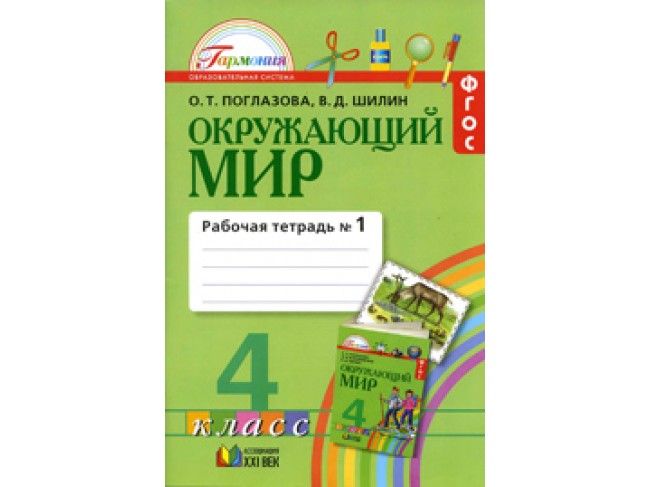 Гармония
ОБРАЗОВАТЕЛЬНАЯ СИСТЕМА
ФГОС
О. Т. ПОГЛАЗОВА, В. Д. ШИЛИН
ОКРУЖАЮЩИЙ
МИР
Рабочая тетрадь № 1
ОКРУЖАЮЩИЙ
МИР
4
4
класс
АССОЦИАЦИЯ
XXI ВЕК